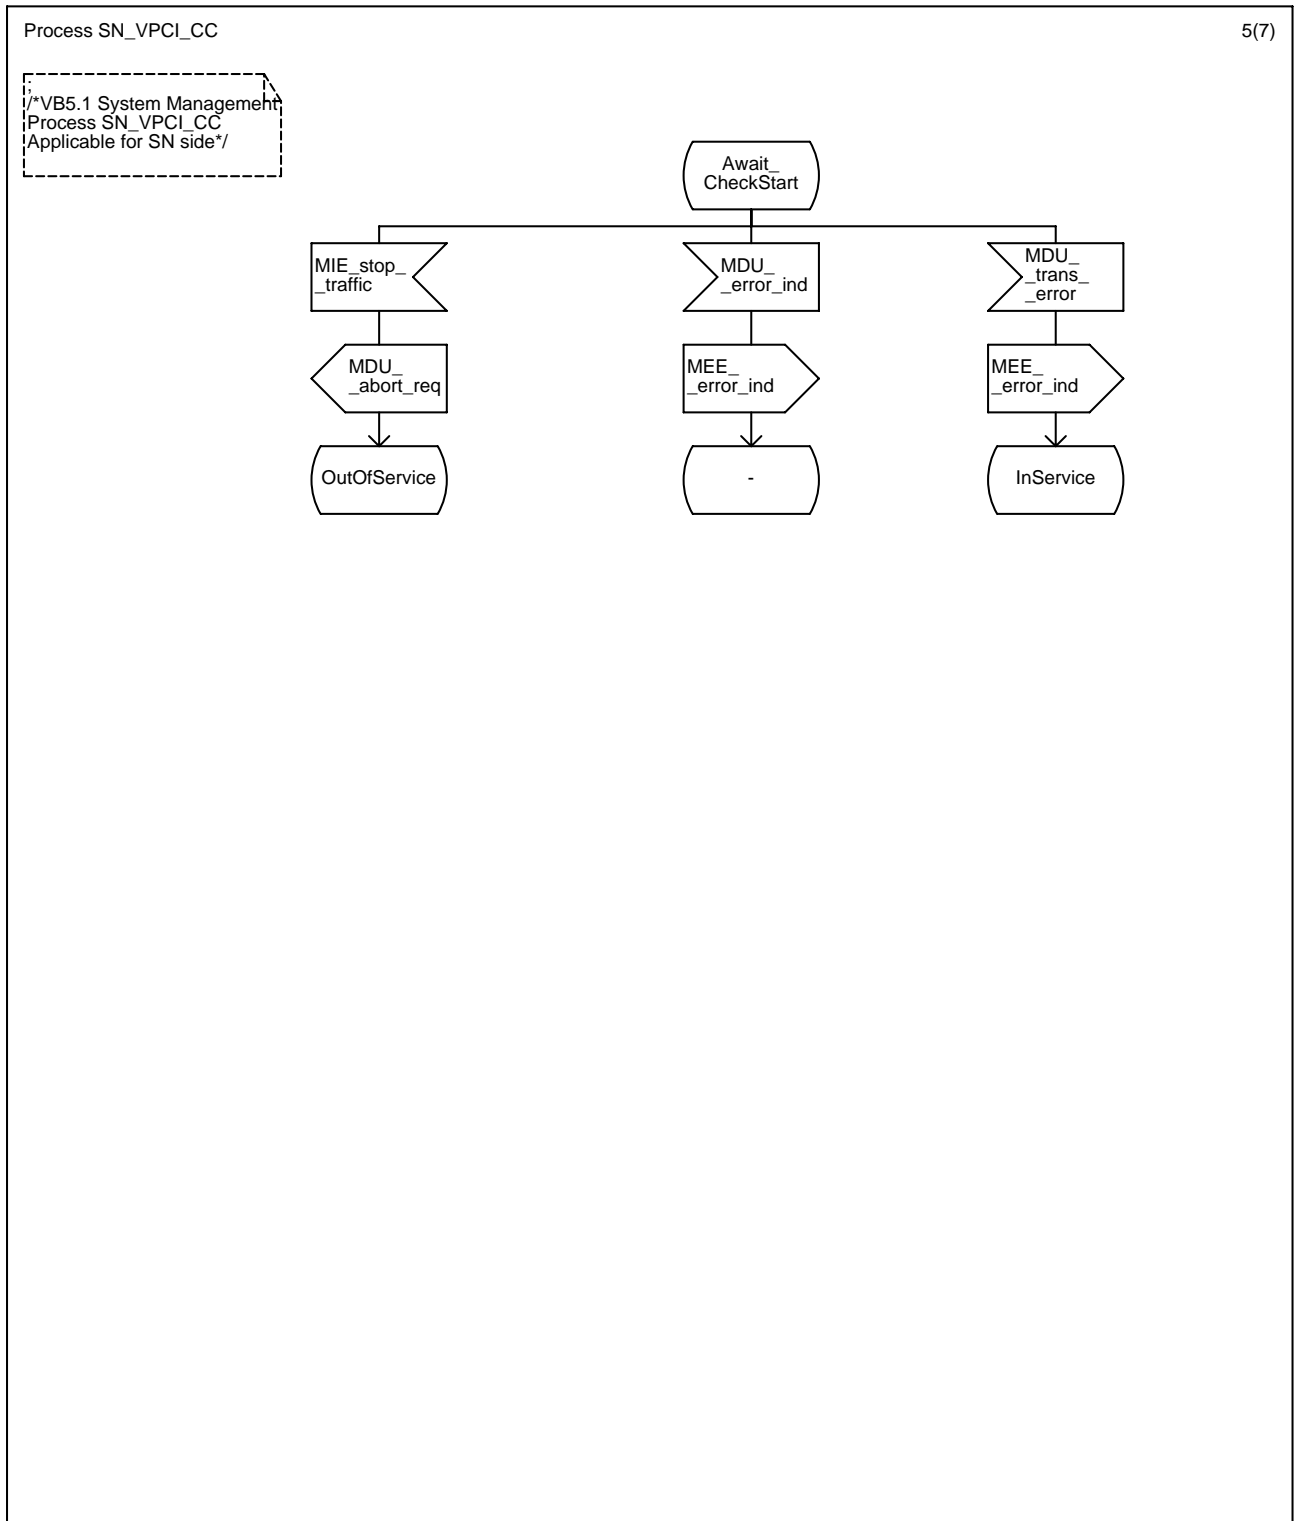 Process SN_VPCI_CC
5(7)
;
/*VB5.1 System Management
Process SN_VPCI_CC
Applicable for SN side*/
Await_
CheckStart
MIE_stop_
_traffic
MDU_
_error_ind
MDU_
_trans_
_error
MDU_
_abort_req
MEE_
_error_ind
MEE_
_error_ind
OutOfService
-
InService